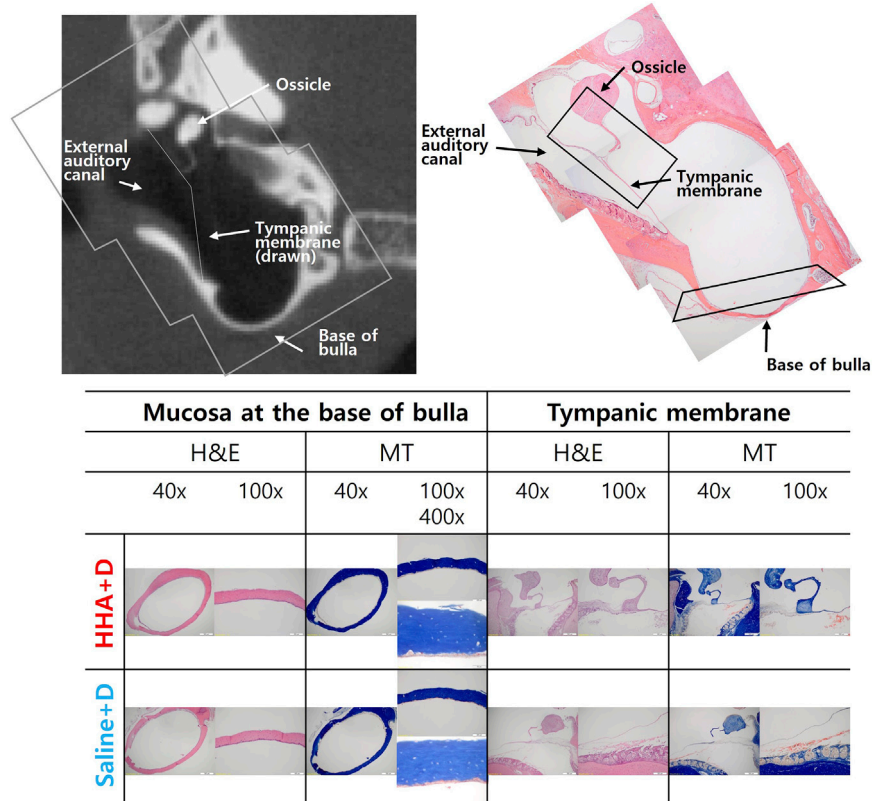 Ossicle
External
auditory
canal
Tympanic
membrane
(drawn)
Base of
bulla
Ossicle
External
auditory
canal
Tympanic
membrane
Base of bulla
Mucosa at the base of bulla Tympanic membrane
H&E MT H&E MT
40x 100x 40x 100x 40x 100x 40x 100x
400x
HHA+D
Saline+D